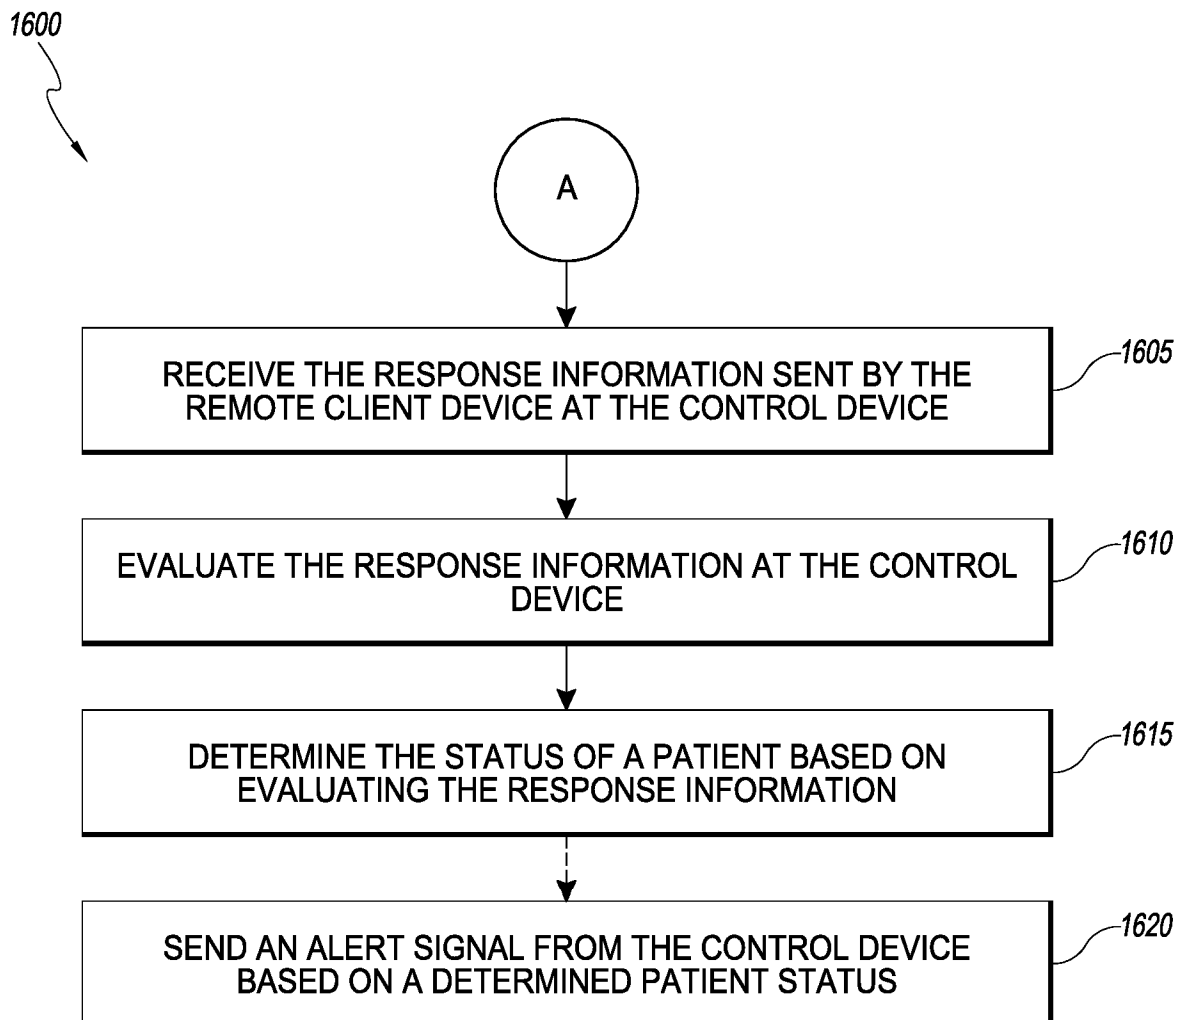 1600
A
RECEIVE THE RESPONSE INFORMATION SENT BY THE
REMOTE CLIENT DEVICE AT THE CONTROL DEVICE
1605
EVALUATE THE RESPONSE INFORMATION AT THE CONTROL
DEVICE
1610
DETERMINE THE STATUS OF A PATIENT BASED ON
EVALUATING THE RESPONSE INFORMATION
1615
SEND AN ALERT SIGNAL FROM THE CONTROL DEVICE
BASED ON A DETERMINED PATIENT STATUS
1620